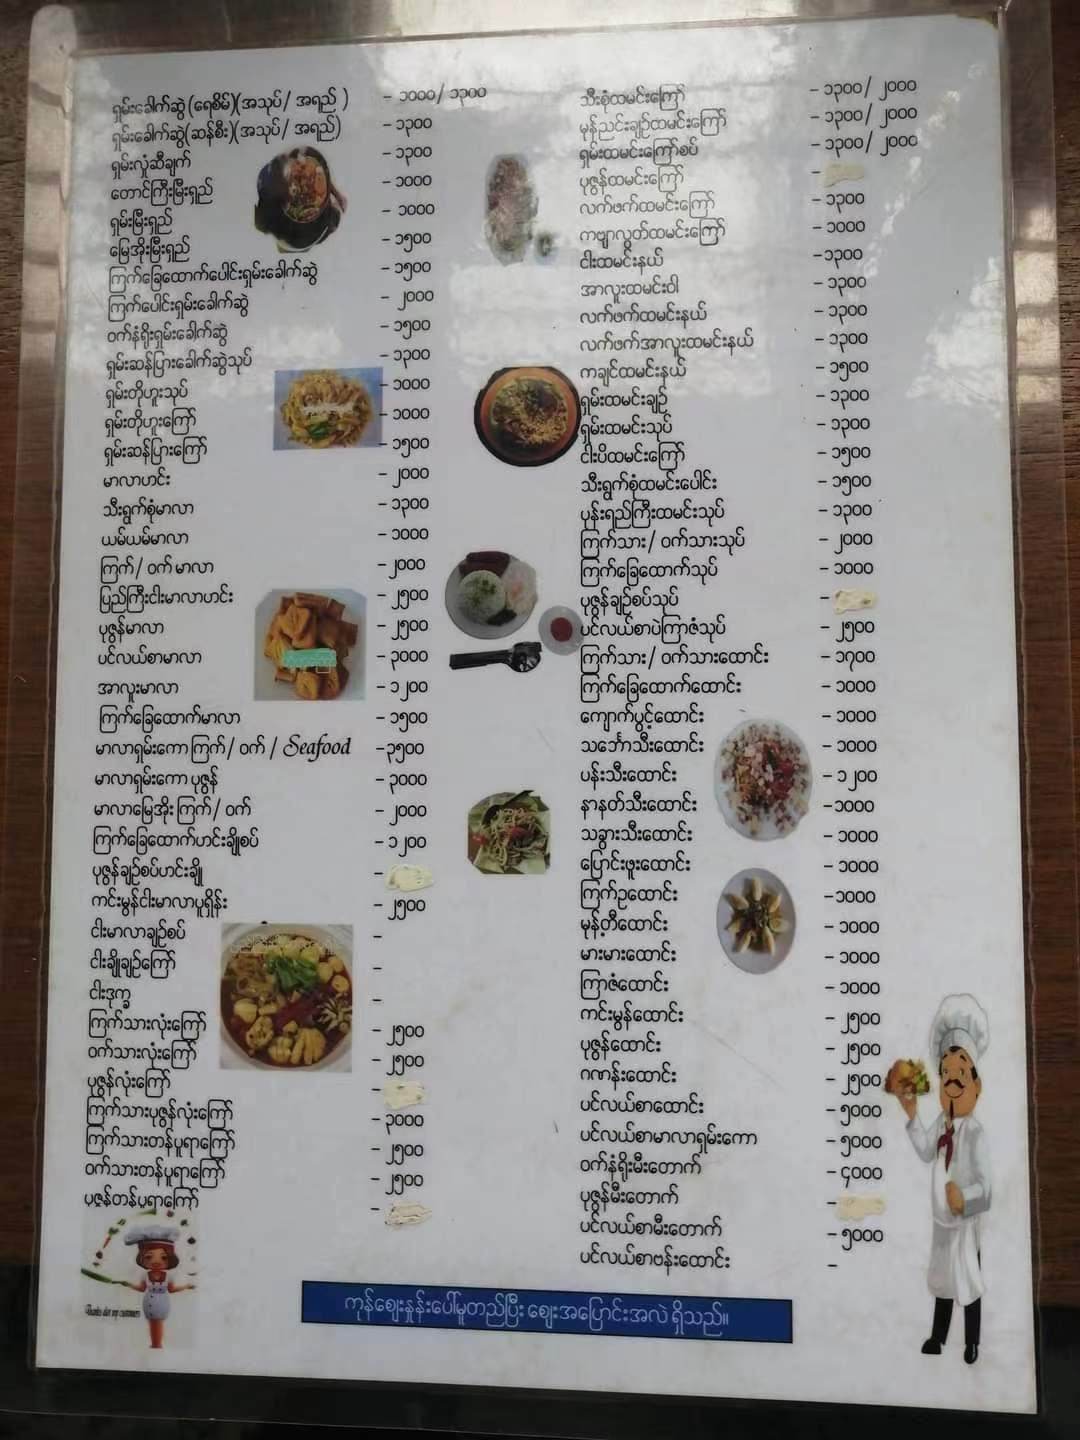 ရှမ်းခေါက်ဆွဲ(ရေစိမ်)(အသုပ်/ အရည် ) - ၁၀၀၀/ ၁၃၀၀
ရှမ်းခေါက်ဆွဲ(ဆန်စီး)(အသုပ်/ အရည်) - ၁၃၀၀
ရှမ်းလှုံဆီချက် - ၁၃၀၀
တောင်ကြီးမြီးရှည် - ၁၀၀၀
ရှမ်းမြီးရှည် - ၁၀၀၀
မြေအိုးမြီးရှည် - ၁၅၀၀
ကြက်ခြေထောက်ပေါင်းရှမ်းခေါက်ဆွဲ - ၁၅၀၀
ကြက်ပေါင်းရှမ်းခေါက်ဆွဲ - ၂၀၀၀
ဝက်နံရိုးရှမ်းခေါက်ဆွဲ - ၁၅၀၀
ရှမ်းဆန်ပြားခေါက်ဆွဲသုပ် - ၁၃၀၀
ရှမ်းတိုဟူးသုပ် - ၁၀၀၀
ရှမ်းတိုဟူးကြော် - ၁၀၀၀
ရှမ်းဆန်ပြားကြော် - ၁၅၀၀
မာလာဟင်း - ၂၀၀၀
သီးရွက်စုံမာလာ - ၁၃၀၀
ယမ်ယမ်မာလာ - ၁၀၀၀
ကြက်/ ဝက် မာလာ - ၂၀၀၀
ပြည်ကြီးငါးမာလာဟင်း - ၂၅၀၀
ပုဇွန်မာလာ - ၂၅၀၀
ပင်လယ်စာမာလာ - ၃၀၀၀
အာလူးမာလာ - ၁၂၀၀
ကြက်ခြေထောက်မာလာ - ၁၅၀၀
မာလာရှမ်းကော ကြက်/ ဝက် / Seafood - ၃၅၀၀
မာလာရှမ်းကော ပုဇွန် - ၃၀၀၀
မာလာမြေအိုး ကြက်/ ဝက် - ၂၀၀၀
ကြက်ခြေထောက်ဟင်းချိုစပ် - ၁၂၀၀
ပုဇွန်ချဉ်စပ်ဟင်းချို -
ကင်းမွန်ငါးမာလာပူရှိန်း - ၂၅၀၀
ငါးမာလာချဉ်စပ် -
ငါးချိုချဉ်ကြော် -
ငါးဒုက္ခ -
ကြက်သားလုံးကြော် - ၂၅၀၀
ဝက်သားလုံးကြော် - ၂၅၀၀
ပုဇွန်လုံးကြော် -
ကြက်သားပုဇွန်လုံးကြော် - ၃၀၀၀
ကြက်သားတန်ပူရာကြော် - ၂၅၀၀
ဝက်သားတန်ပူရာကြော် - ၂၅၀၀
ပုဇွန်တန်ပူရာကြော် -
သီးစုံထမင်းကြော် - ၁၃၀၀/ ၂၀၀၀
မုန်ညင်းချဉ်ထမင်းကြော် - ၁၃၀၀/ ၂၀၀၀
ရှမ်းထမင်းကြော်စပ် - ၁၃၀၀/ ၂၀၀၀
ပုဇွန်ထမင်းကြော် -
လက်ဖက်ထမင်းကြော် - ၁၃၀၀
ကဗျာလွတ်ထမင်းကြော် - ၁၀၀၀
ငါးထမင်းနယ် - ၁၃၀၀
အာလူးထမင်းဝါ - ၁၃၀၀
လက်ဖက်ထမင်းနယ် - ၁၃၀၀
လက်ဖက်အာလူးထမင်းနယ် - ၁၃၀၀
ကချင်ထမင်းနယ် - ၁၅၀၀
ရှမ်းထမင်းချဉ် - ၁၃၀၀
ရှမ်းထမင်းသုပ် - ၁၃၀၀
ငါးပိထမင်းကြော် - ၁၅၀၀
သီးရွက်စုံထမင်းပေါင်း - ၁၅၀၀
ပုန်းရည်ကြီးထမင်းသုပ် - ၁၃၀၀
ကြက်သား/ ဝက်သားသုပ် - ၂၀၀၀
ကြက်ခြေထောက်သုပ် - ၁၀၀၀
ပုဇွန်ချဉ်စပ်သုပ် -
ပင်လယ်စာပဲကြာဇံသုပ် - ၂၅၀၀
ကြက်သား/ ဝက်သားထောင်း - ၁၇၀၀
ကြက်ခြေထောက်ထောင်း - ၁၀၀၀
ကျောက်ပွင့်ထောင်း - ၁၀၀၀
သင်္ဘောသီးထောင်း - ၁၀၀၀
ပန်းသီးထောင်း - ၁၂၀၀
နာနတ်သီးထောင်း - ၁၀၀၀
သခွားသီးထောင်း - ၁၀၀၀
ပြောင်းဖူးထောင်း - ၁၀၀၀
ကြက်ဥထောင်း - ၁၀၀၀
မုန့်တီထောင်း - ၁၀၀၀
မားမားထောင်း - ၁၀၀၀
ကြာဇံထောင်း - ၁၀၀၀
ကင်းမွန်ထောင်း - ၂၅၀၀
ပုဇွန်ထောင်း - ၂၅၀၀
ဂဏန်းထောင်း - ၂၅၀၀
ပင်လယ်စာထောင်း - ၅၀၀၀
ပင်လယ်စာမာလာရှမ်းကော - ၅၀၀၀
ဝက်နံရိုးမီးတောက် - ၄၀၀၀
ပုဇွန်မီးတောက် -
ပင်လယ်စာမီးတောက် - ၅၀၀၀
ပင်လယ်စာဗန်းထောင်း -
ကုန်ဈေးနှုန်းပေါ်မူတည်ပြီး ဈေးအပြောင်းအလဲ ရှိသည်။